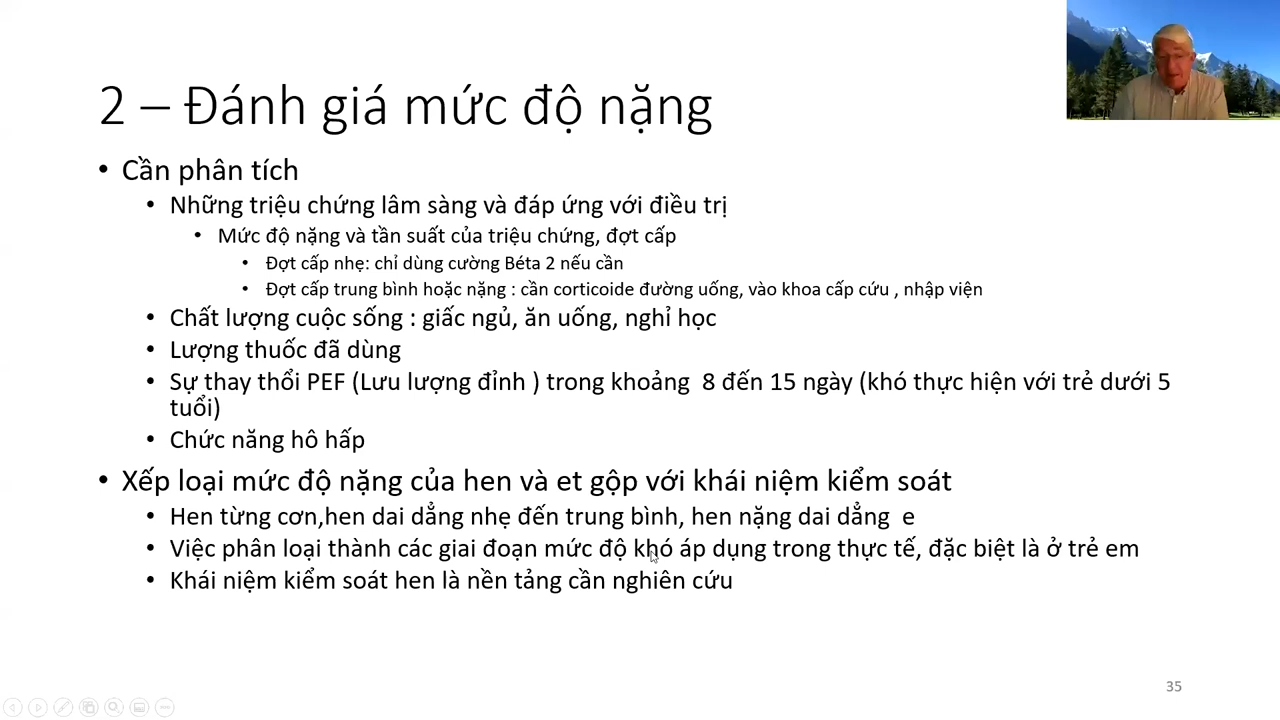 2 – Đánh giá mức độ nặng
• Cần phân tích
• Những triệu chứng lâm sàng và đáp ứng với điều trị
• Mức độ nặng và tần suất của triệu chứng, đợt cấp
• Đợt cấp nhẹ: chỉ dùng cường Béta 2 nếu cần
• Đợt cấp trung bình hoặc nặng : cần corticoide đường uống, vào khoa cấp cứu , nhập viện
• Chất lượng cuộc sống : giấc ngủ, ăn uống, nghỉ học
• Lượng thuốc đã dùng
• Sự thay thổi PEF (Lưu lượng đỉnh ) trong khoảng  8 đến 15 ngày (khó thực hiện với trẻ dưới 5
tuổi)
• Chức năng hô hấp
• Xếp loại mức độ nặng của hen và et gộp với khái niệm kiểm soát
• Hen từng cơn,hen dai dẳng nhẹ đến trung bình, hen nặng dai dẳng  e
• Việc phân loại thành các giai đoạn mức độ khó áp dụng trong thực tế, đặc biệt là ở trẻ em
• Khái niệm kiểm soát hen là nền tảng cần nghiên cứu
35